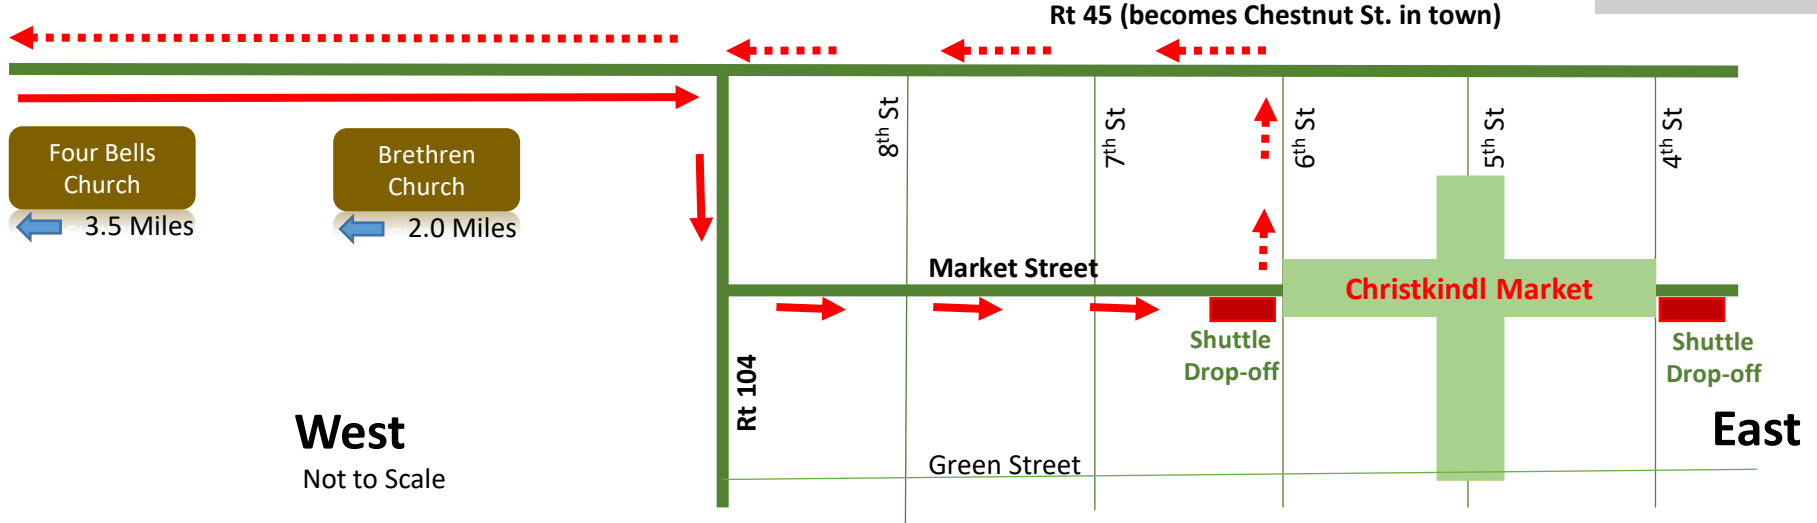 Rt 45 (becomes Chestnut St. in town)
Four Bells
Church
3.5 Miles
Brethren
Church
2.0 Miles
8th St
7th St
6th St
5th St
4th St
Market Street
Christkindl Market
Shuttle
Drop-off
Shuttle
Drop-off
Rt 104
West
Not to Scale
Green Street
East